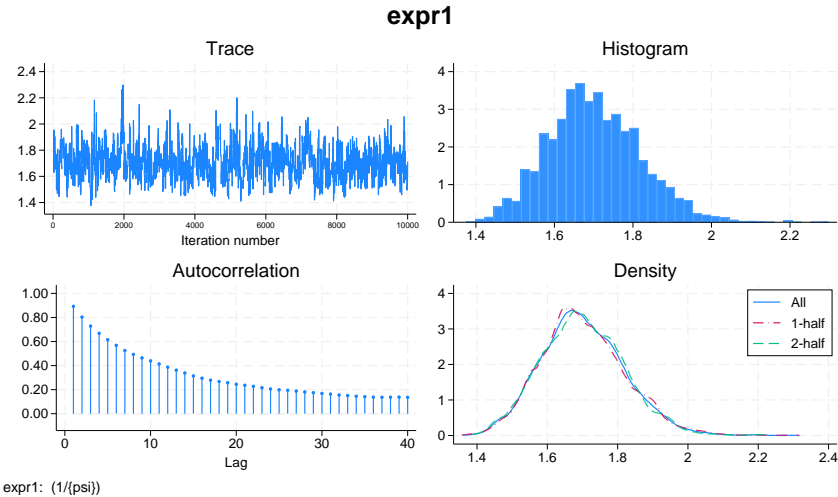 expr1
Trace
2.4
2.2
2
1.8
1.6
1.4
0 2000 4000 6000 8000 10000
Iteration number
Histogram
4
3
2
1
0
1.4 1.6 1.8 2 2.2
Autocorrelation
1.00
0.80
0.60
0.40
0.20
0.00
0 10 20 30 40
Lag
Density
4
3
2
1
0
1.4 1.6 1.8 2.0 2.2 2.4
All
1-half
2-half
expr1: (1/{psi})